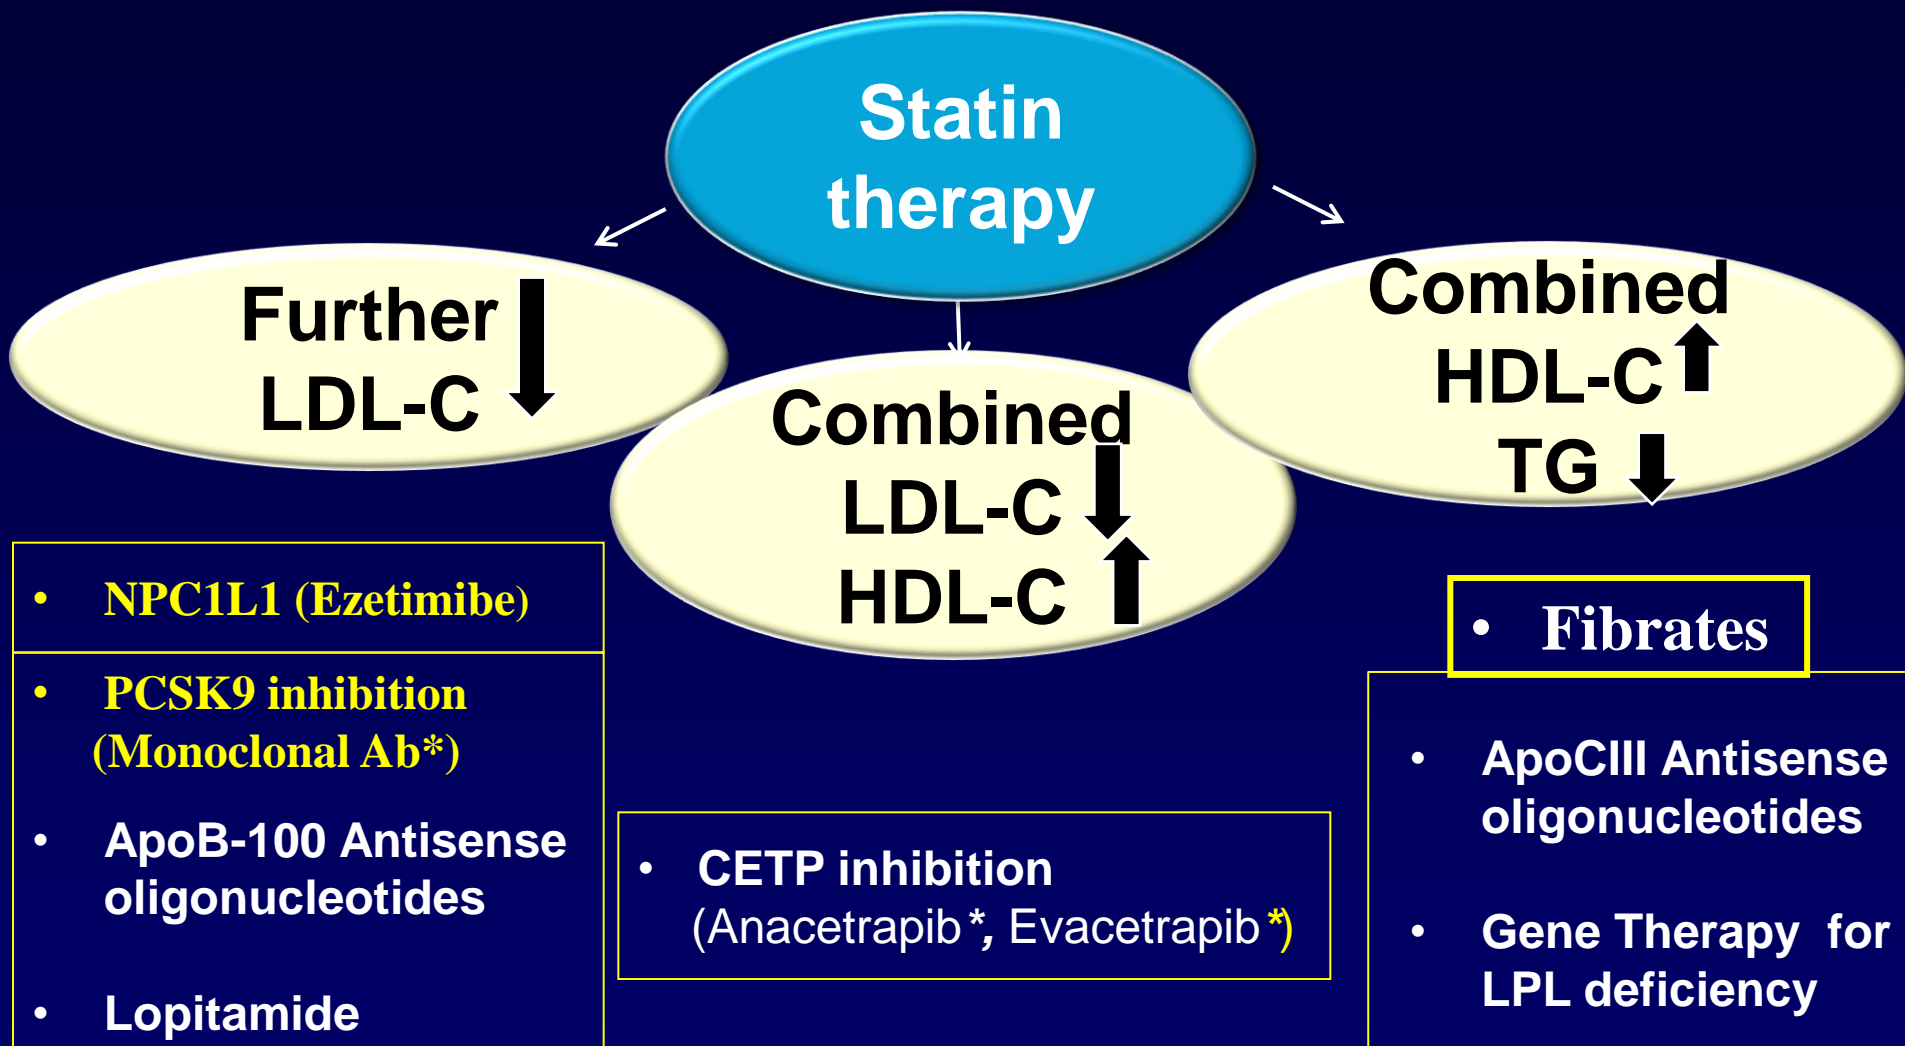 Statin
therapy
Further
LDL-C
Combined
LDL-C
HDL-C
Combined
HDL-C
TG
• NPC1L1 (Ezetimibe)
• PCSK9 inhibition
(Monoclonal Ab*)
• ApoB-100 Antisense
oligonucleotides
• Lopitamide
• CETP inhibition
(Anacetrapib*, Evacetrapib*)
• Fibrates
• ApoCIII Antisense
oligonucleotides
• Gene Therapy for
LPL deficiency